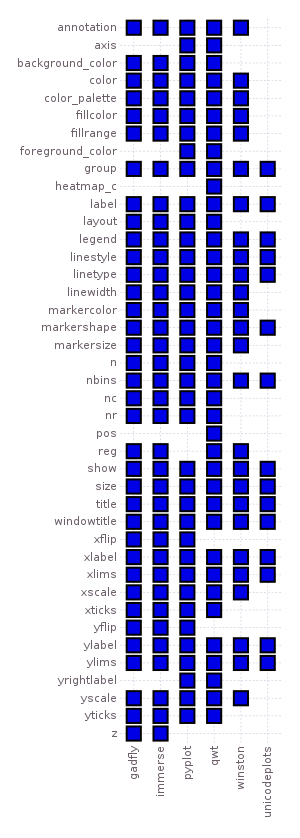 annotation
axis
background_color
color
color_palette
fillcolor
fillrange
foreground_color
group
heatmap_c
label
layout
legend
linestyle
linetype
linewidth
markercolor
markershape
markersize
n
nbins
nc
nr
pos
reg
show
size
title
windowtitle
xflip
xlabel
xlims
xscale
xticks
yflip
ylabel
ylims
yrightlabel
yscale
yticks
z
gadfly
immerse
pyplot
qwt
winston
unicodeplots